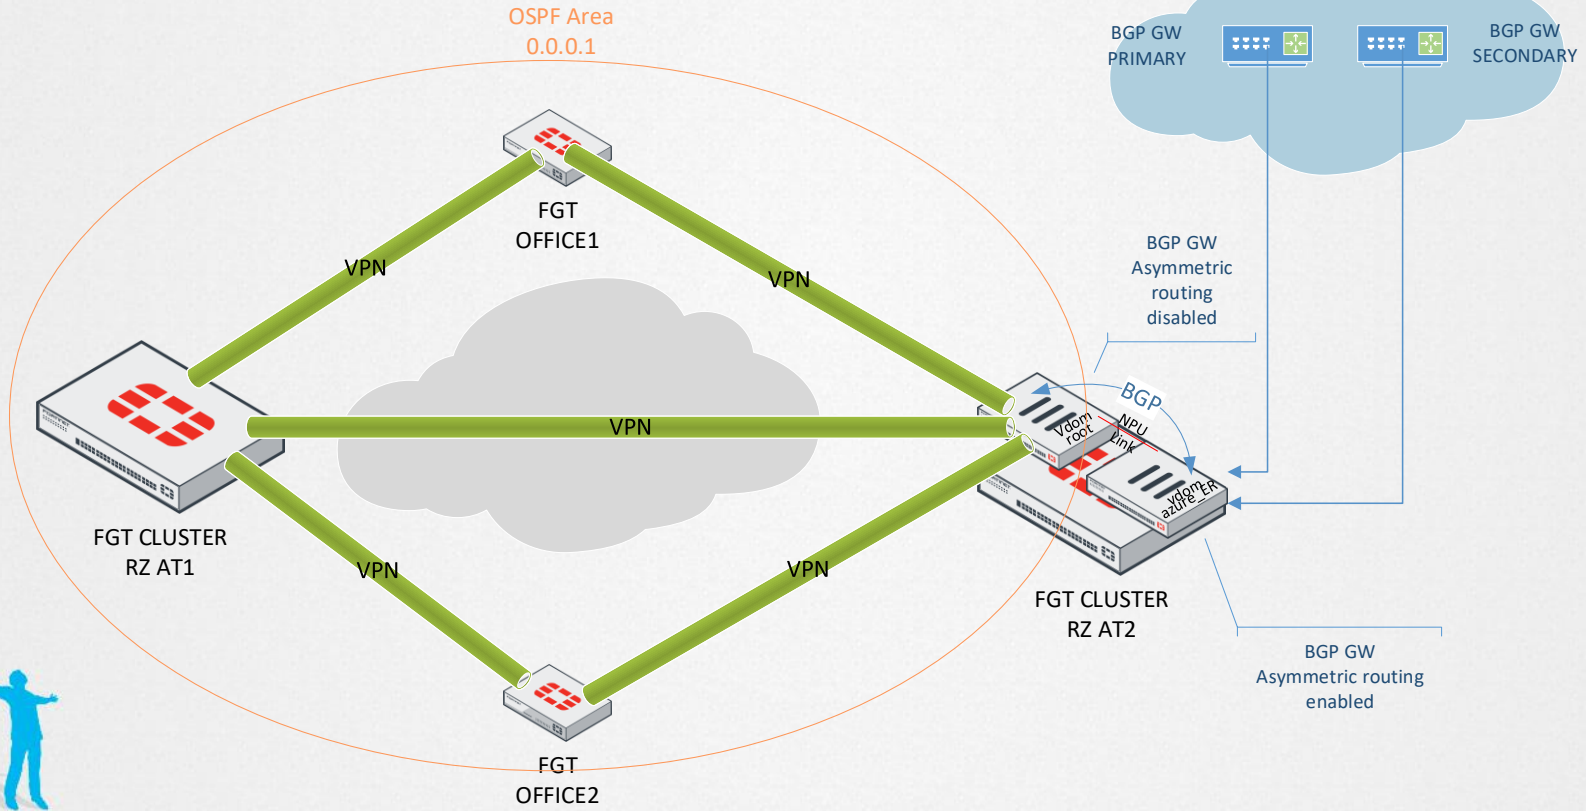 OSPF Area
0.0.0.1
BGP GW
PRIMARY
BGP GW
SECONDARY
FGT
OFFICE1
VPN
VPN
BGP GW
Asymmetric
routing
disabled
BGP
NPU
Link
Vdom
root
vdom
azure_ER
VPN
FGT CLUSTER
RZ AT1
VPN
VPN
FGT CLUSTER
RZ AT2
BGP GW
Asymmetric routing
enabled
FGT
OFFICE2